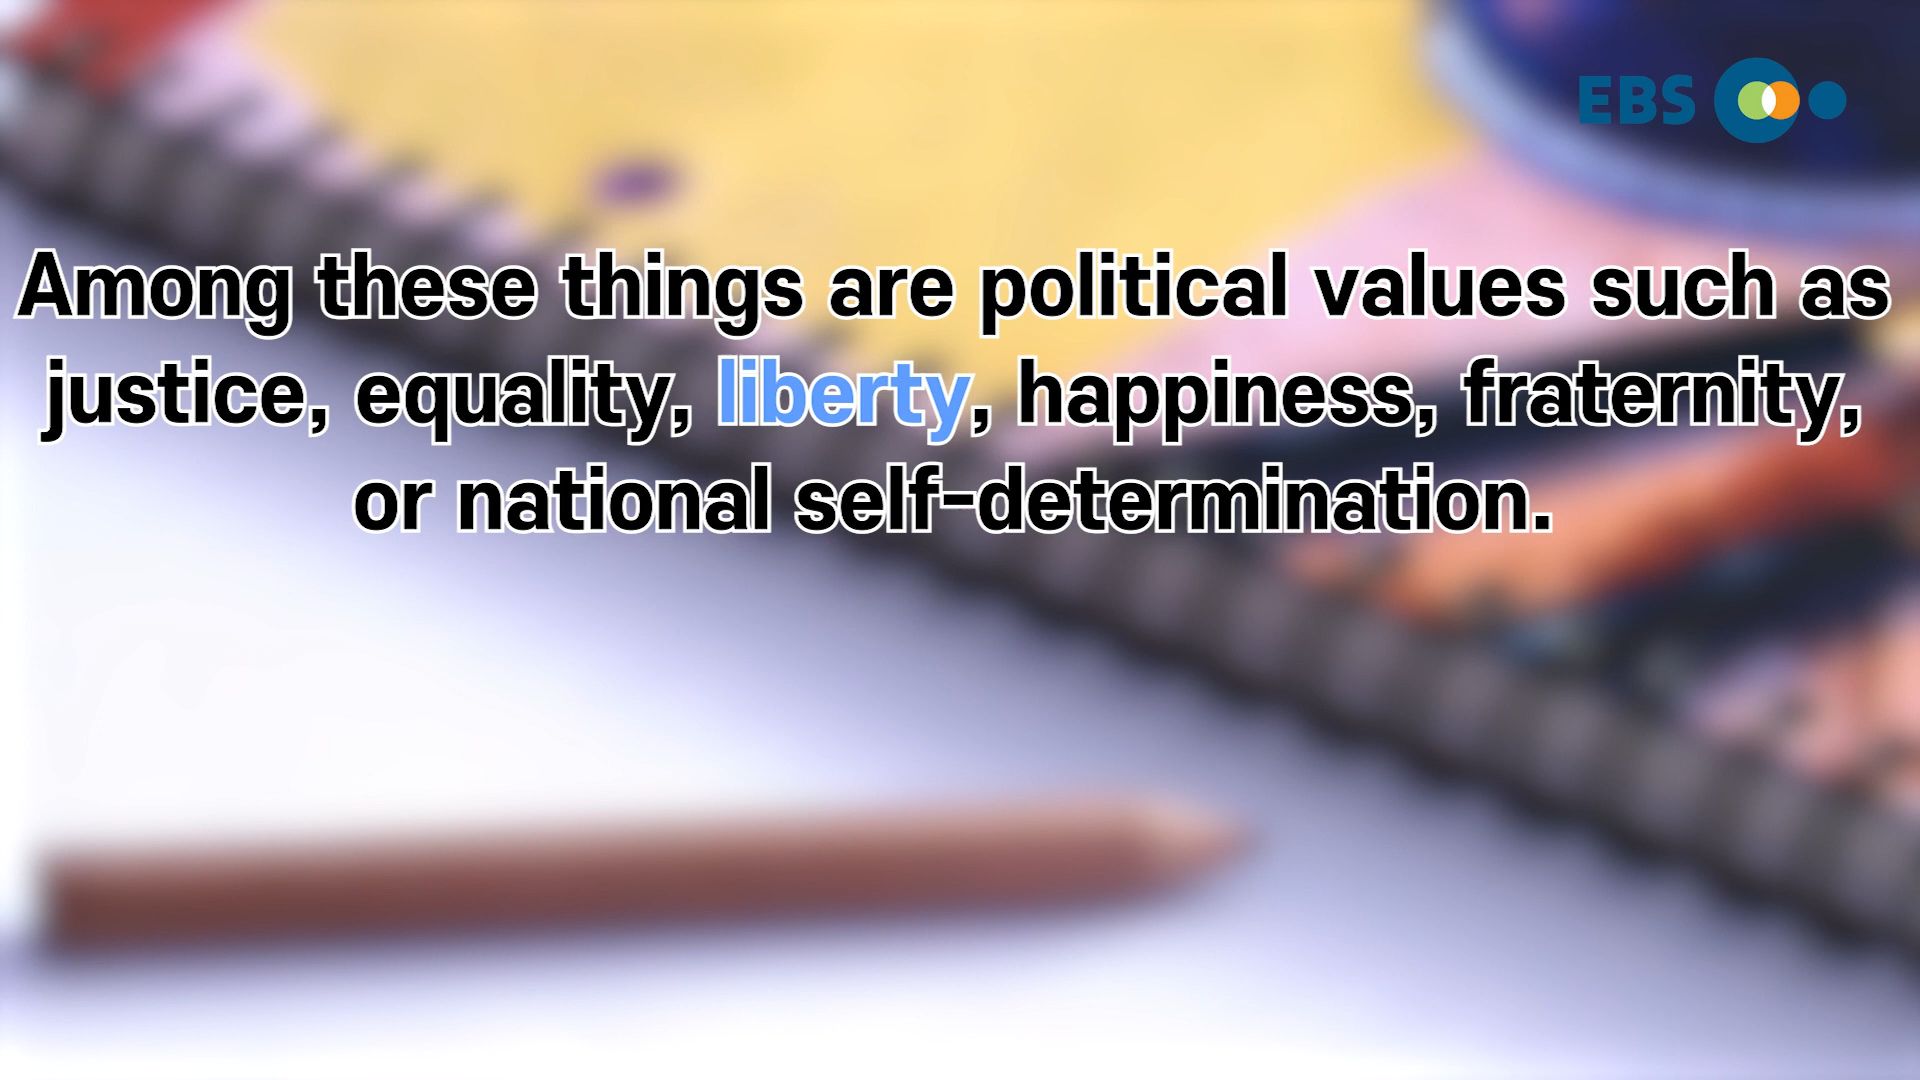 EBS
Among these things are political values such as
justice, equality, liberty, happiness, fraternity,
or national self-determination.